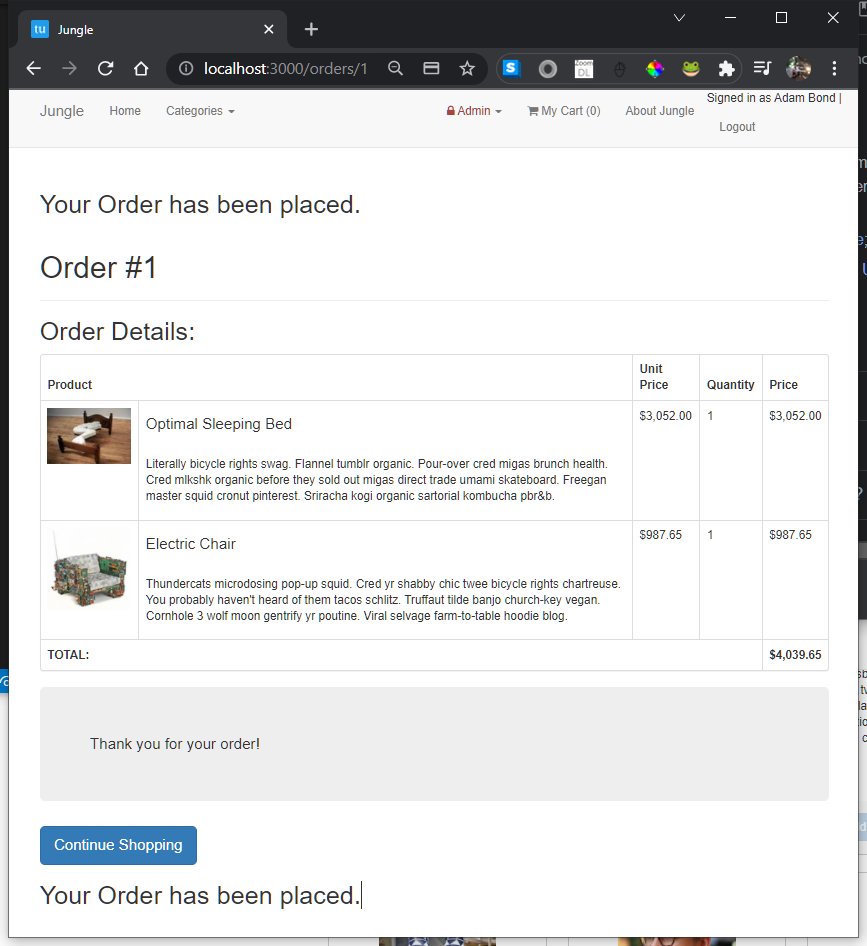 tu Jungle
localhost:3000/orders/1
S
Zoom
DL
Jungle Home Categories Admin My Cart (0) About Jungle Signed in as Adam Bond |
Logout
Your Order has been placed.
Order #1
Order Details:
Product Unit Price Quantity Price
Optimal Sleeping Bed $3,052.00 1 $3,052.00
Literally bicycle rights swag. Flannel tumblr organic. Pour-over cred migas brunch health.
Cred mlkshk organic before they sold out migas direct trade umami skateboard. Freegan
master squid cronut pinterest. Sriracha kogi organic sartorial kombucha pbr&b.
Electric Chair $987.65 1 $987.65
Thundercats microdosing pop-up squid. Cred yr shabby chic twee bicycle rights chartreuse.
You probably haven't heard of them tacos schlitz. Truffaut tilde banjo church-key vegan.
Cornhole 3 wolf moon gentrify yr poutine. Viral selvage farm-to-table hoodie blog.
TOTAL: $4,039.65
Thank you for your order!
Continue Shopping
Your Order has been placed.